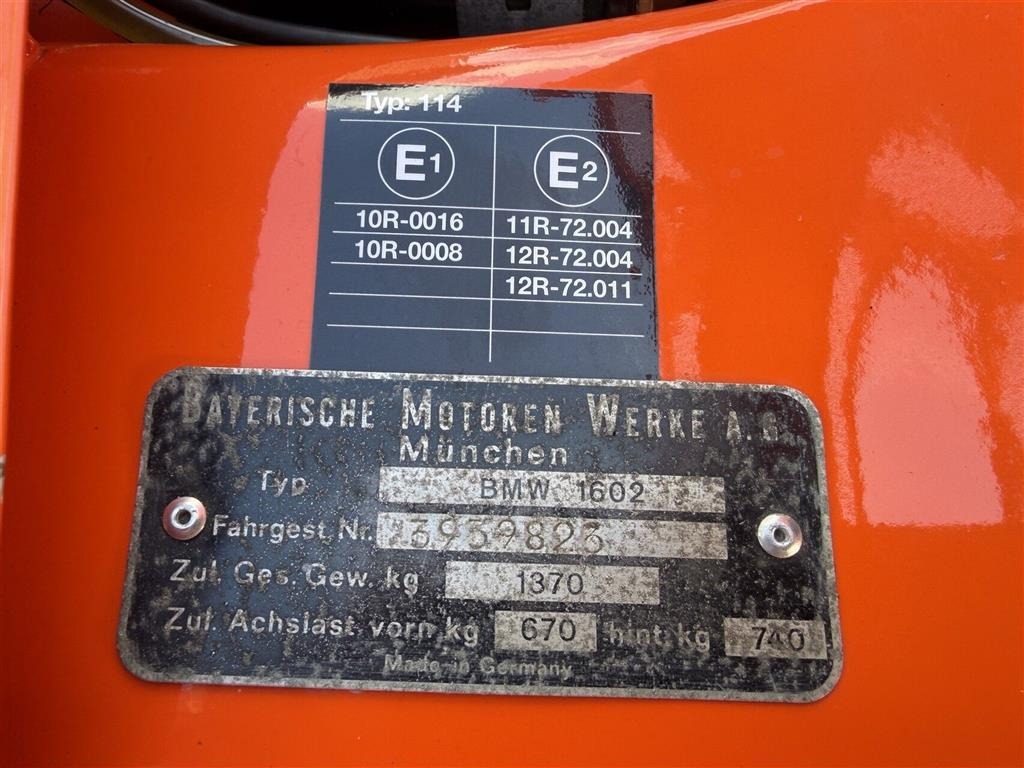 Typ: 114
E1 E2
10R-0016 11R-72.004
10R-0008 12R-72.004
12R-72.011
BAYERISCHE MOTOREN WERKE A.G.
München
Typ BMW 1602
Fahrgest Nr. 3939823
Zul. Ges. Gew. kg 1370
Zul. Achslast vorn kg 670 hint. kg 740
Made in Germany